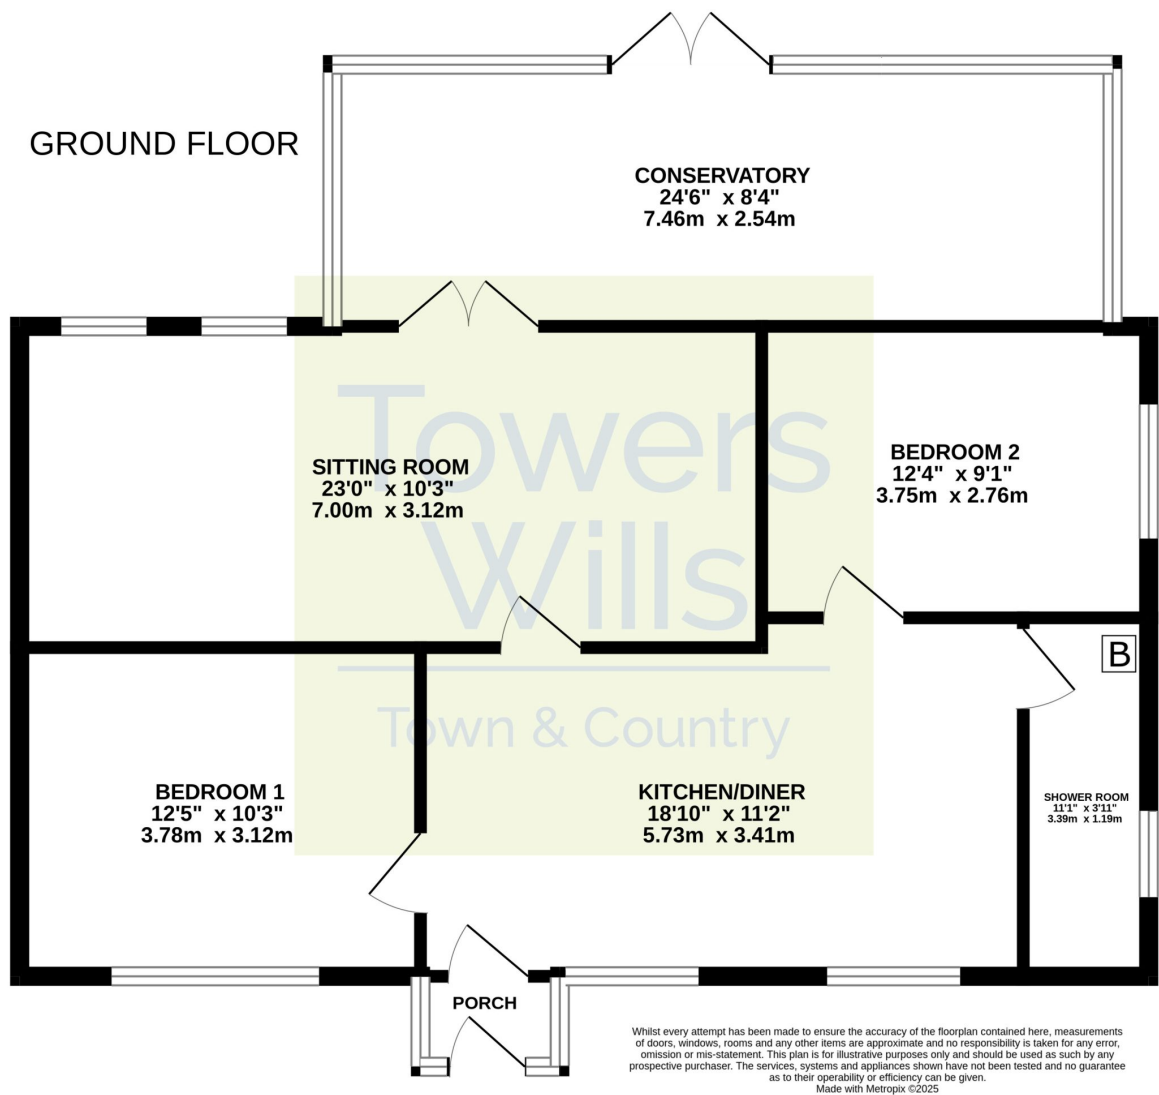 GROUND FLOOR
CONSERVATORY
24'6" x 8'4"
7.46m x 2.54m
Towers
Wills
Town & Country
SITTING ROOM
23'0" x 10'3"
7.00m x 3.12m
BEDROOM 2
12'4" x 9'1"
3.75m x 2.76m
B
BEDROOM 1
12'5" x 10'3"
3.78m x 3.12m
KITCHEN/DINER
18'10" x 11'2"
5.73m x 3.41m
SHOWER ROOM
11'1" x 3'11"
3.39m x 1.19m
PORCH
Whilst every attempt has been made to ensure the accuracy of the floorplan contained here, measurements
of doors, windows, rooms and any other items are approximate and no responsibility is taken for any error,
omission or mis-statement. This plan is for illustrative purposes only and should be used as such by any
prospective purchaser. The services, systems and appliances shown have not been tested and no guarantee
as to their operability or efficiency can be given.
Made with Metropix ©2025